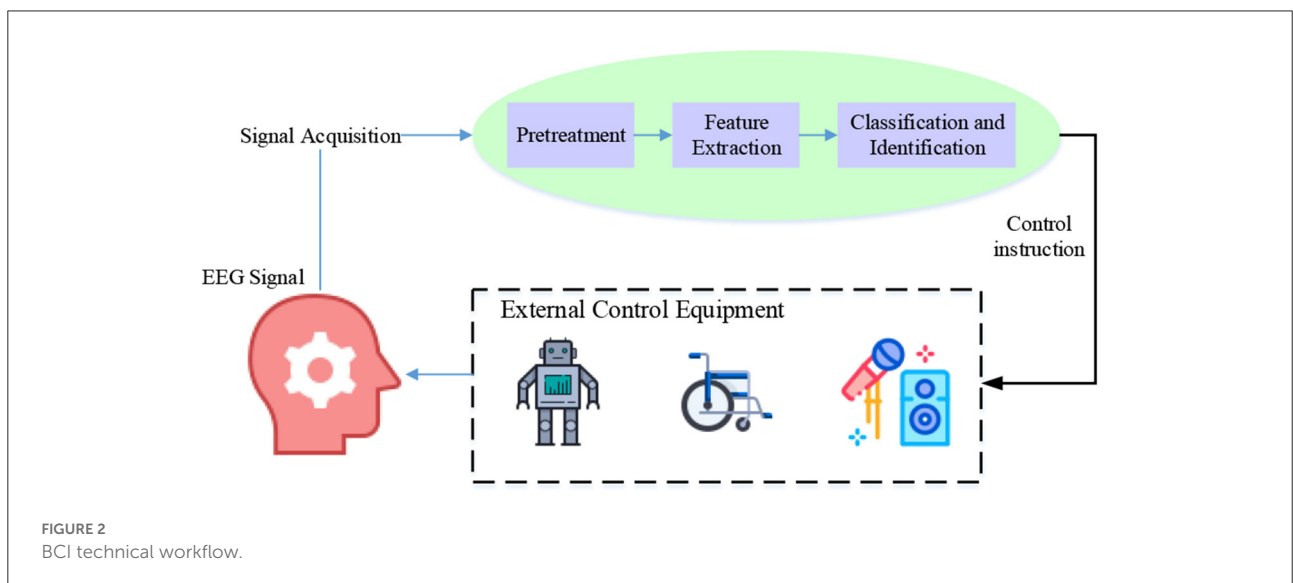 Signal Acquisition
Pretreatment
Feature
Extraction
Classification and
Identification
Control
instruction
EEG Signal
External Control Equipment
FIGURE 2
BCI technical workflow.